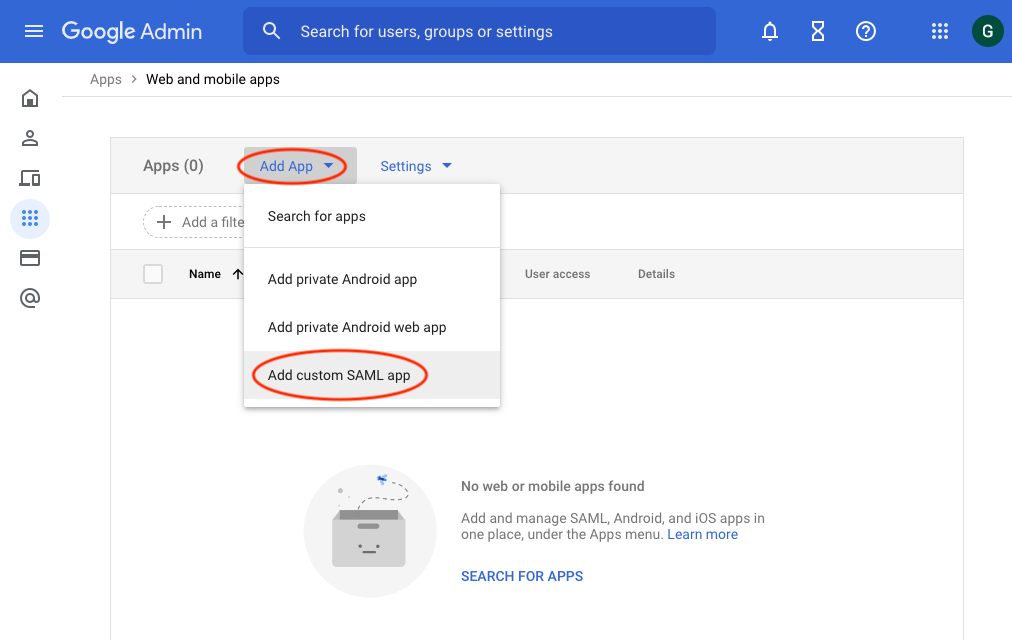 Google Admin
Search for users, groups or settings
G
Apps > Web and mobile apps
Apps (0)
Add App
Settings
Add a filte
Search for apps
Name
User access
Details
Add private Android app
Add private Android web app
Add custom SAML app
No web or mobile apps found
Add and manage SAML, Android, and iOS apps in
one place, under the Apps menu. Learn more
SEARCH FOR APPS